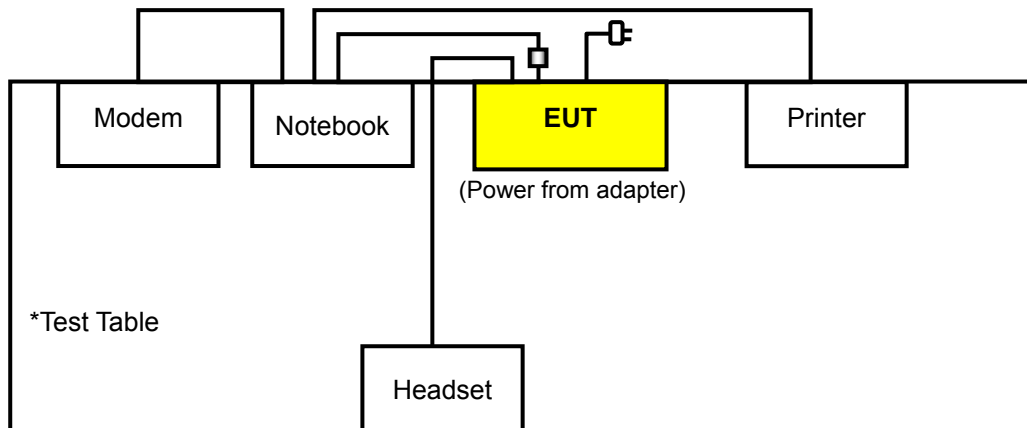 Modem
Notebook
EUT
Printer
(Power from adapter)
*Test Table
Headset